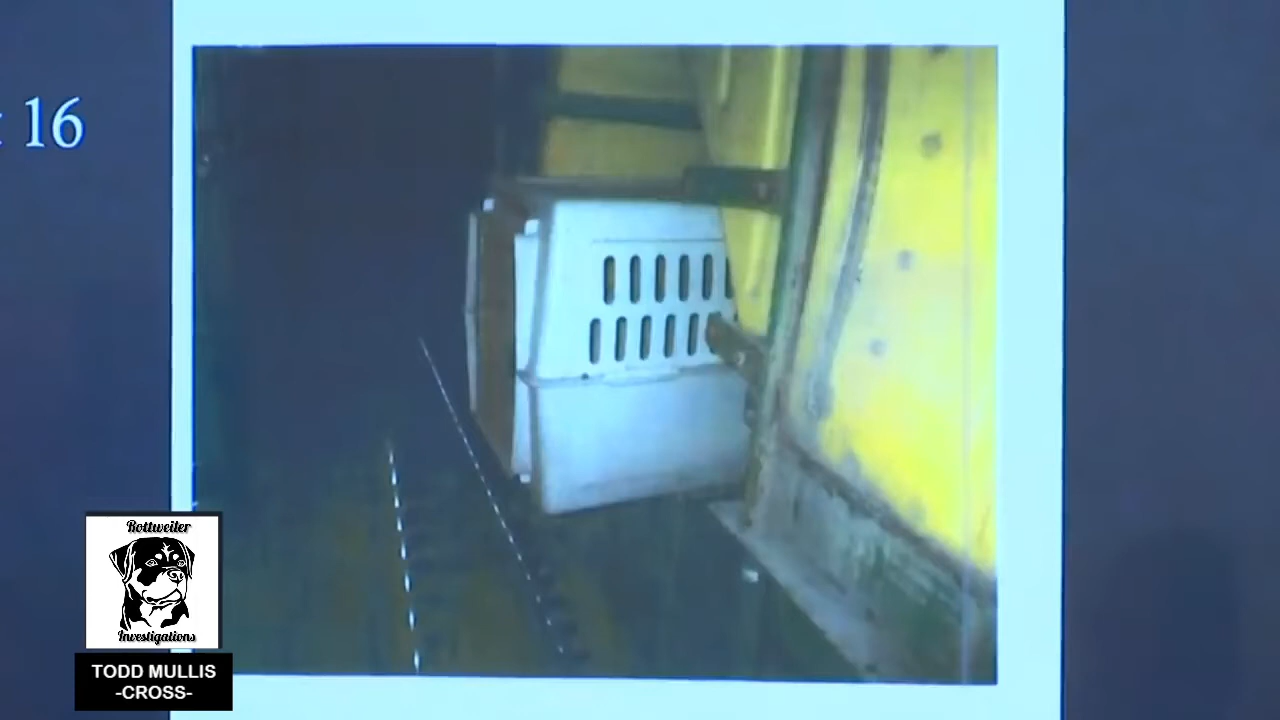 16
Rottweiler
Investigations
TODD MULLIS
-CROSS-